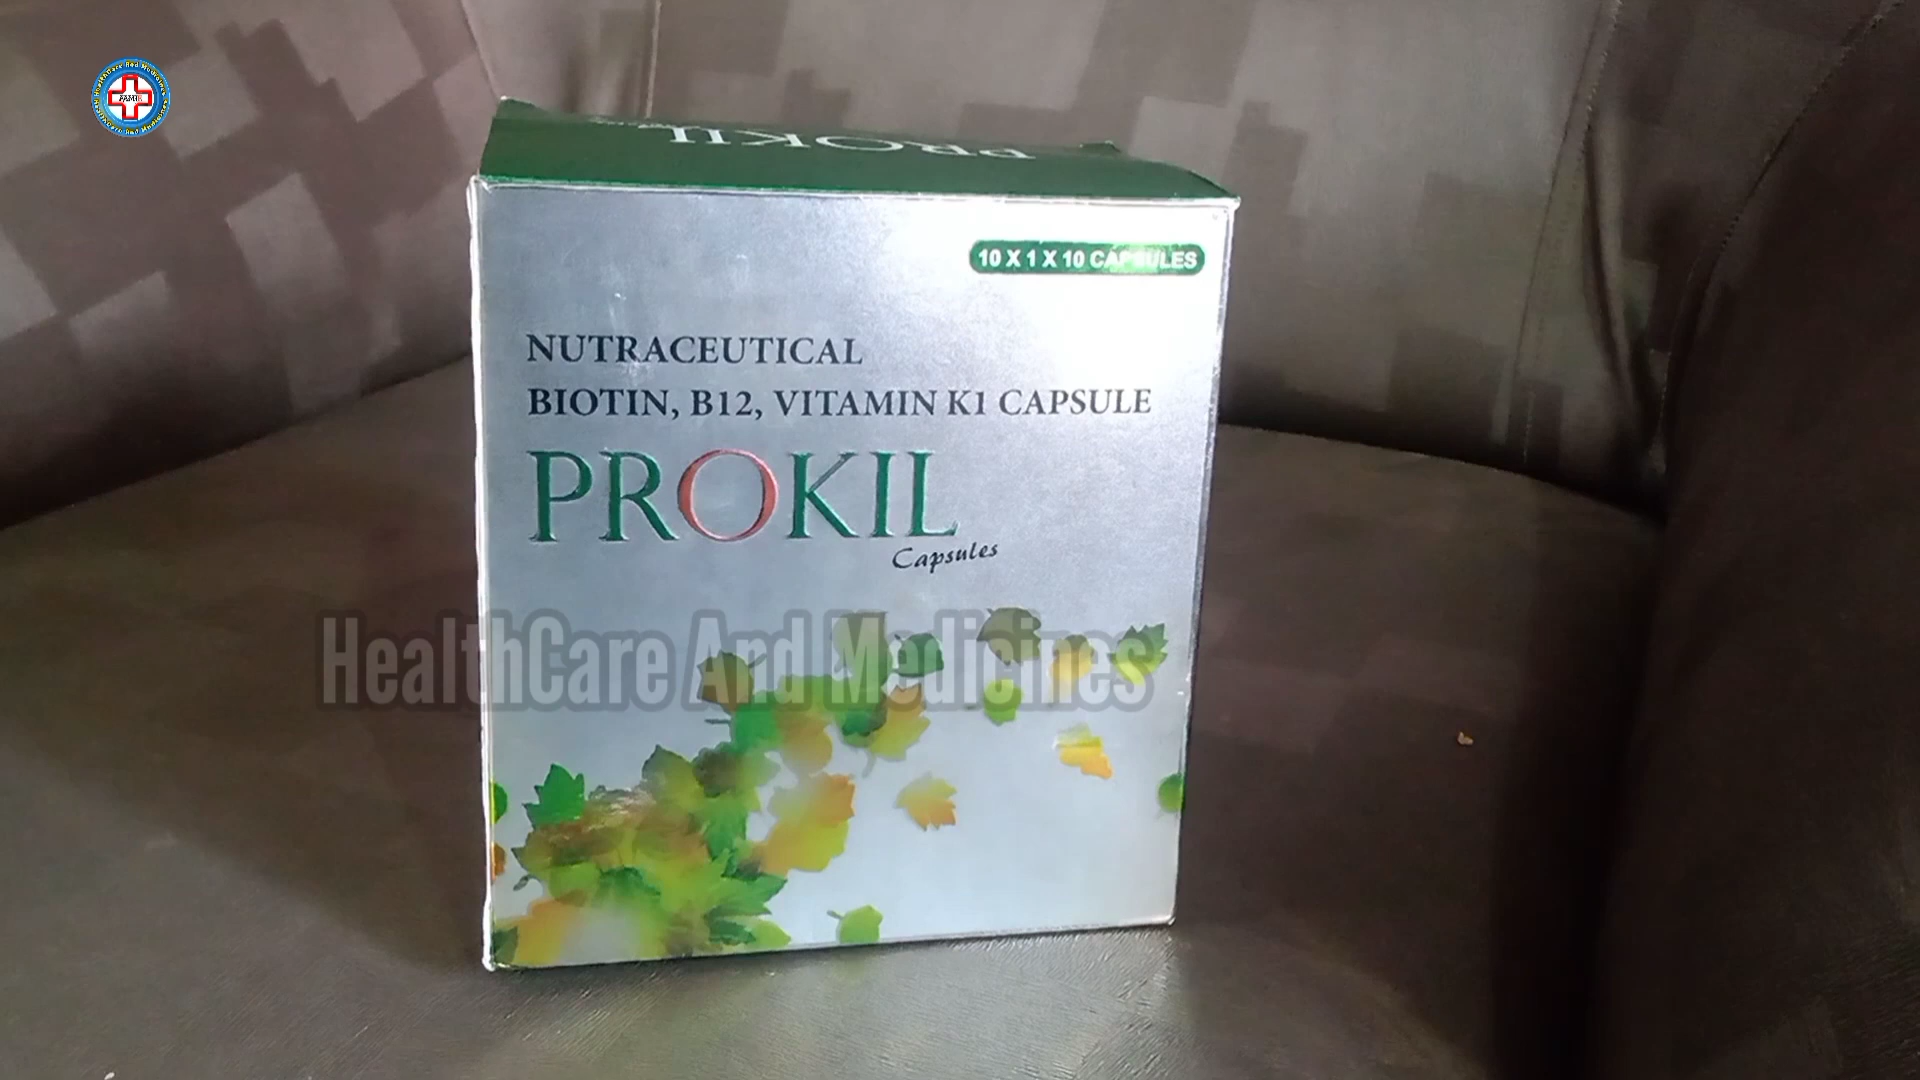 PROKIL
10 X 1 X 10 CAPSULES
NUTRACEUTICAL
BIOTIN, B12, VITAMIN K1 CAPSULE
PROKIL
Capsules
HealthCare And Medicines